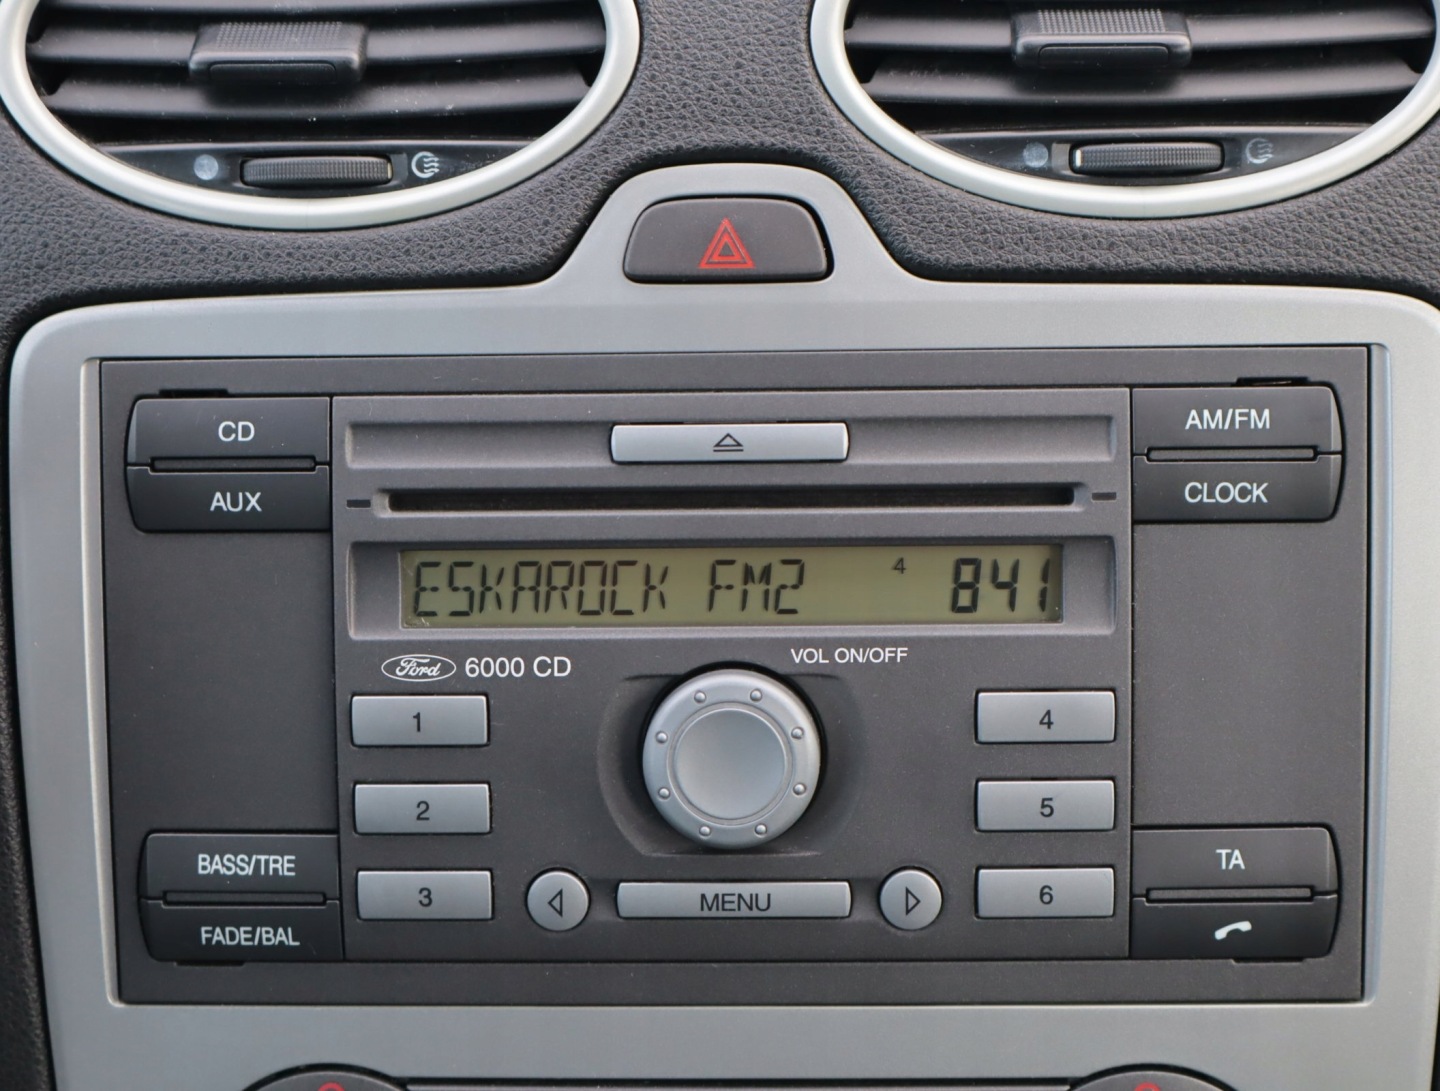 CD
AUX
AM/FM
CLOCK
ESKAROCK FM2 4 841
Ford 6000 CD
VOL ON/OFF
1
4
2
5
3
6
MENU
BASS/TRE
FADE/BAL
TA